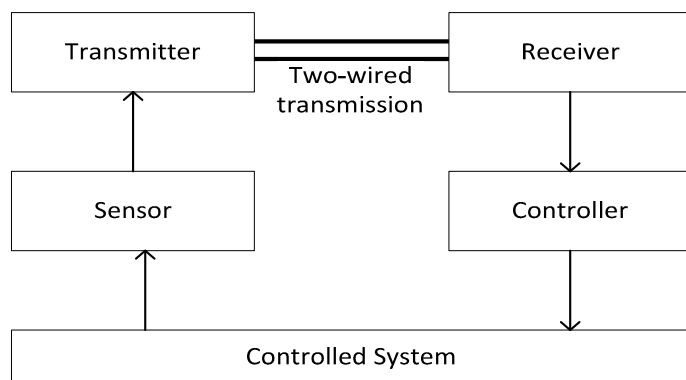 Transmitter
Receiver
Two-wired
transmission
Sensor
Controller
Controlled System